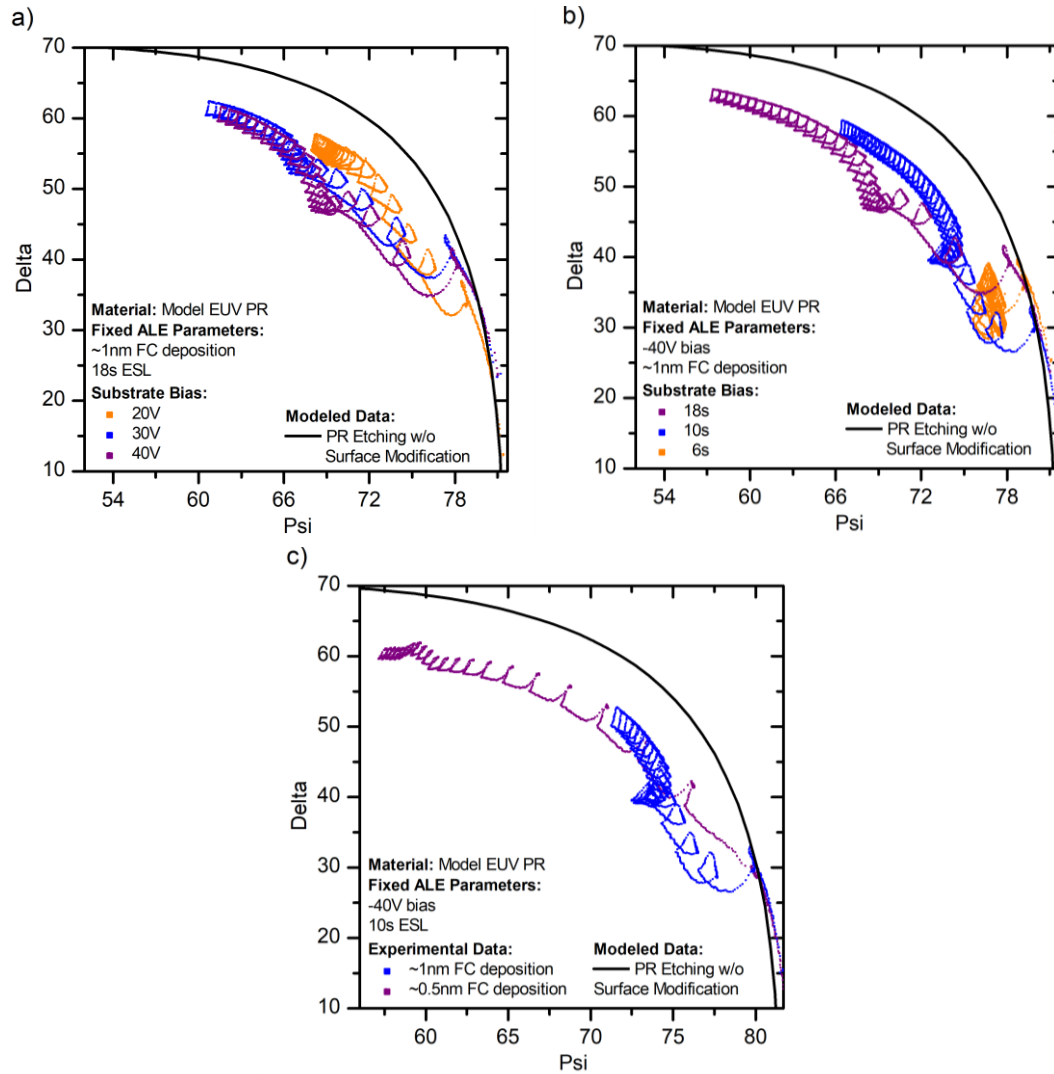 a)
70
60
50
40
30
20
10
Delta
54
60
66
72
78
Psi
Material: Model EUV PR
Fixed ALE Parameters:
~1nm FC deposition
18s ESL
Substrate Bias:
20V
30V
40V
Modeled Data:
PR Etching w/o
Surface Modification
b)
70
60
50
40
30
20
10
Delta
54
60
66
72
78
Psi
Material: Model EUV PR
Fixed ALE Parameters:
-40V bias
~1nm FC deposition
Substrate Bias:
18s
10s
6s
Modeled Data:
PR Etching w/o
Surface Modification
c)
70
60
50
40
30
20
10
Delta
60
65
70
75
80
Psi
Material: Model EUV PR
Fixed ALE Parameters:
-40V bias
10s ESL
Experimental Data:
~1nm FC deposition
~0.5nm FC deposition
Modeled Data:
PR Etching w/o
Surface Modification